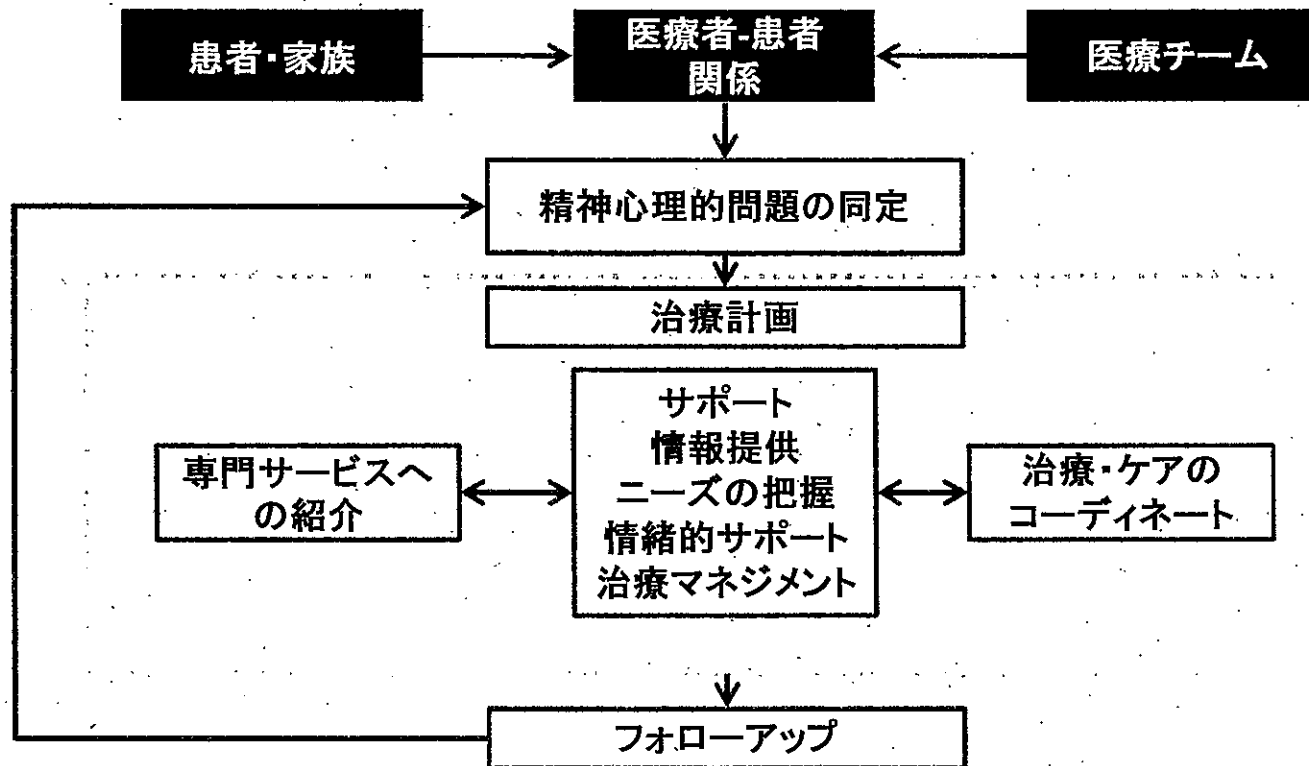 患者・家族
医療者-患者
関係
医療チーム
精神心理的問題の同定
治療計画
サポート
情報提供
ニーズの把握
情緒的サポート
治療マネジメント
専門サービスへ
の紹介
治療・ケアの
コーディネート
フォローアップ